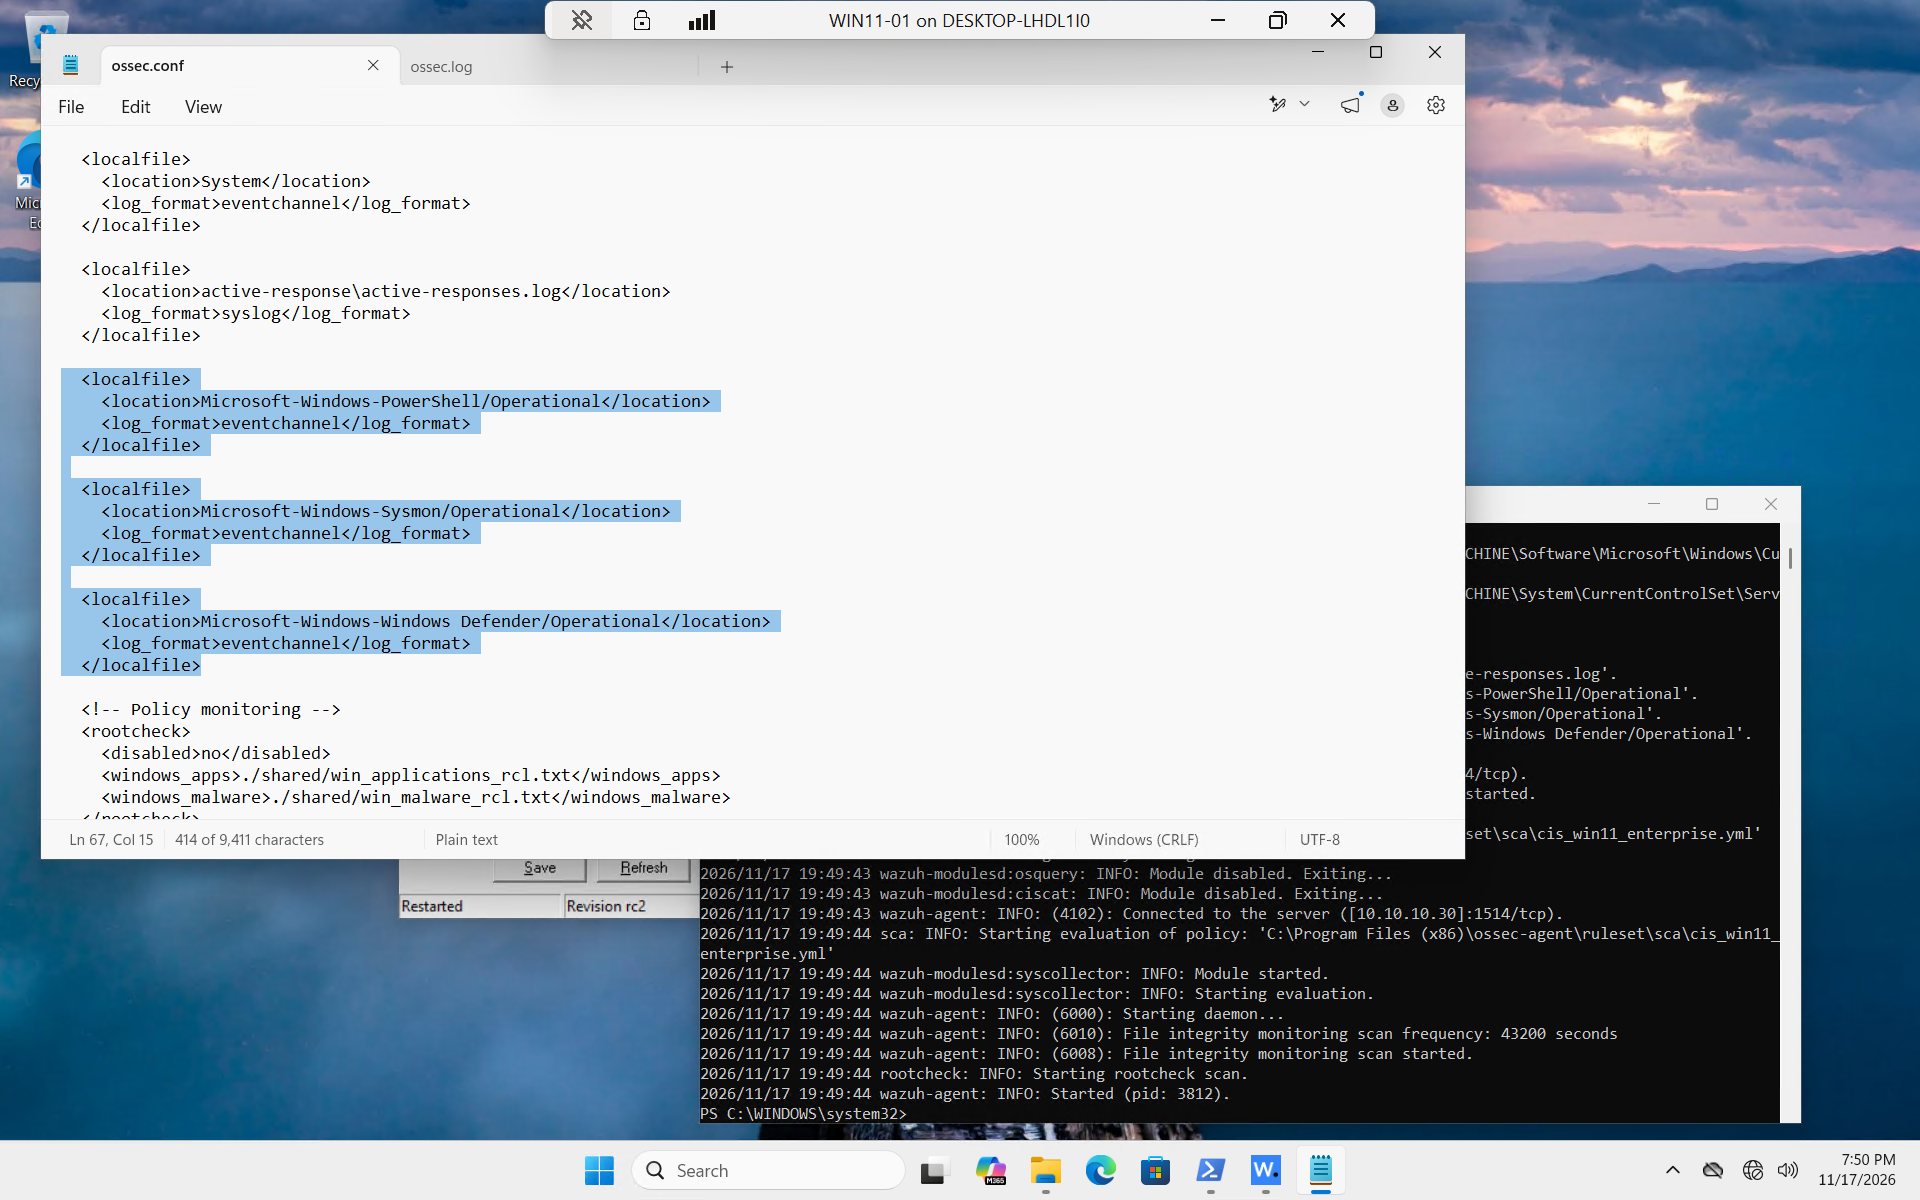 WIN11-01 on DESKTOP-LHDL1I0
Recy
Mic
Ec
ossec.conf
ossec.log
File
Edit
View
<localfile>
<location>System</location>
<log_format>eventchannel</log_format>
</localfile>
<localfile>
<location>active-response\active-responses.log</location>
<log_format>syslog</log_format>
</localfile>
<localfile>
<location>Microsoft-Windows-PowerShell/Operational</location>
<log_format>eventchannel</log_format>
</localfile>
<localfile>
<location>Microsoft-Windows-Sysmon/Operational</location>
<log_format>eventchannel</log_format>
</localfile>
<localfile>
<location>Microsoft-Windows-Windows Defender/Operational</location>
<log_format>eventchannel</log_format>
</localfile>
<!-- Policy monitoring -->
<rootcheck>
<disabled>no</disabled>
<windows_apps>./shared/win_applications_rcl.txt</windows_apps>
<windows_malware>./shared/win_malware_rcl.txt</windows_malware>
</rootcheck>
Ln 67, Col 15
414 of 9,411 characters
Plain text
100%
Windows (CRLF)
UTF-8
Save
Refresh
Restarted
Revision rc2
CHINE\Software\Microsoft\Windows\Cu
CHINE\System\CurrentControlSet\Serv
e-responses.log'.
s-PowerShell/Operational'.
s-Sysmon/Operational'.
s-Windows Defender/Operational'.
4/tcp).
started.
set\sca\cis_win11_enterprise.yml'
2026/11/17 19:49:43 wazuh-modulesd:osquery: INFO: Module disabled. Exiting...
2026/11/17 19:49:43 wazuh-modulesd:ciscat: INFO: Module disabled. Exiting...
2026/11/17 19:49:43 wazuh-agent: INFO: (4102): Connected to the server ([10.10.10.30]:1514/tcp).
2026/11/17 19:49:44 sca: INFO: Starting evaluation of policy: 'C:\Program Files (x86)\ossec-agent\ruleset\sca\cis_win11_
enterprise.yml'
2026/11/17 19:49:44 wazuh-modulesd:syscollector: INFO: Module started.
2026/11/17 19:49:44 wazuh-modulesd:syscollector: INFO: Starting evaluation.
2026/11/17 19:49:44 wazuh-agent: INFO: (6000): Starting daemon...
2026/11/17 19:49:44 wazuh-agent: INFO: (6010): File integrity monitoring scan frequency: 43200 seconds
2026/11/17 19:49:44 wazuh-agent: INFO: (6008): File integrity monitoring scan started.
2026/11/17 19:49:44 rootcheck: INFO: Starting rootcheck scan.
2026/11/17 19:49:44 wazuh-agent: INFO: Started (pid: 3812).
PS C:\WINDOWS\system32>
Search
M365
W.
7:50 PM
11/17/2026